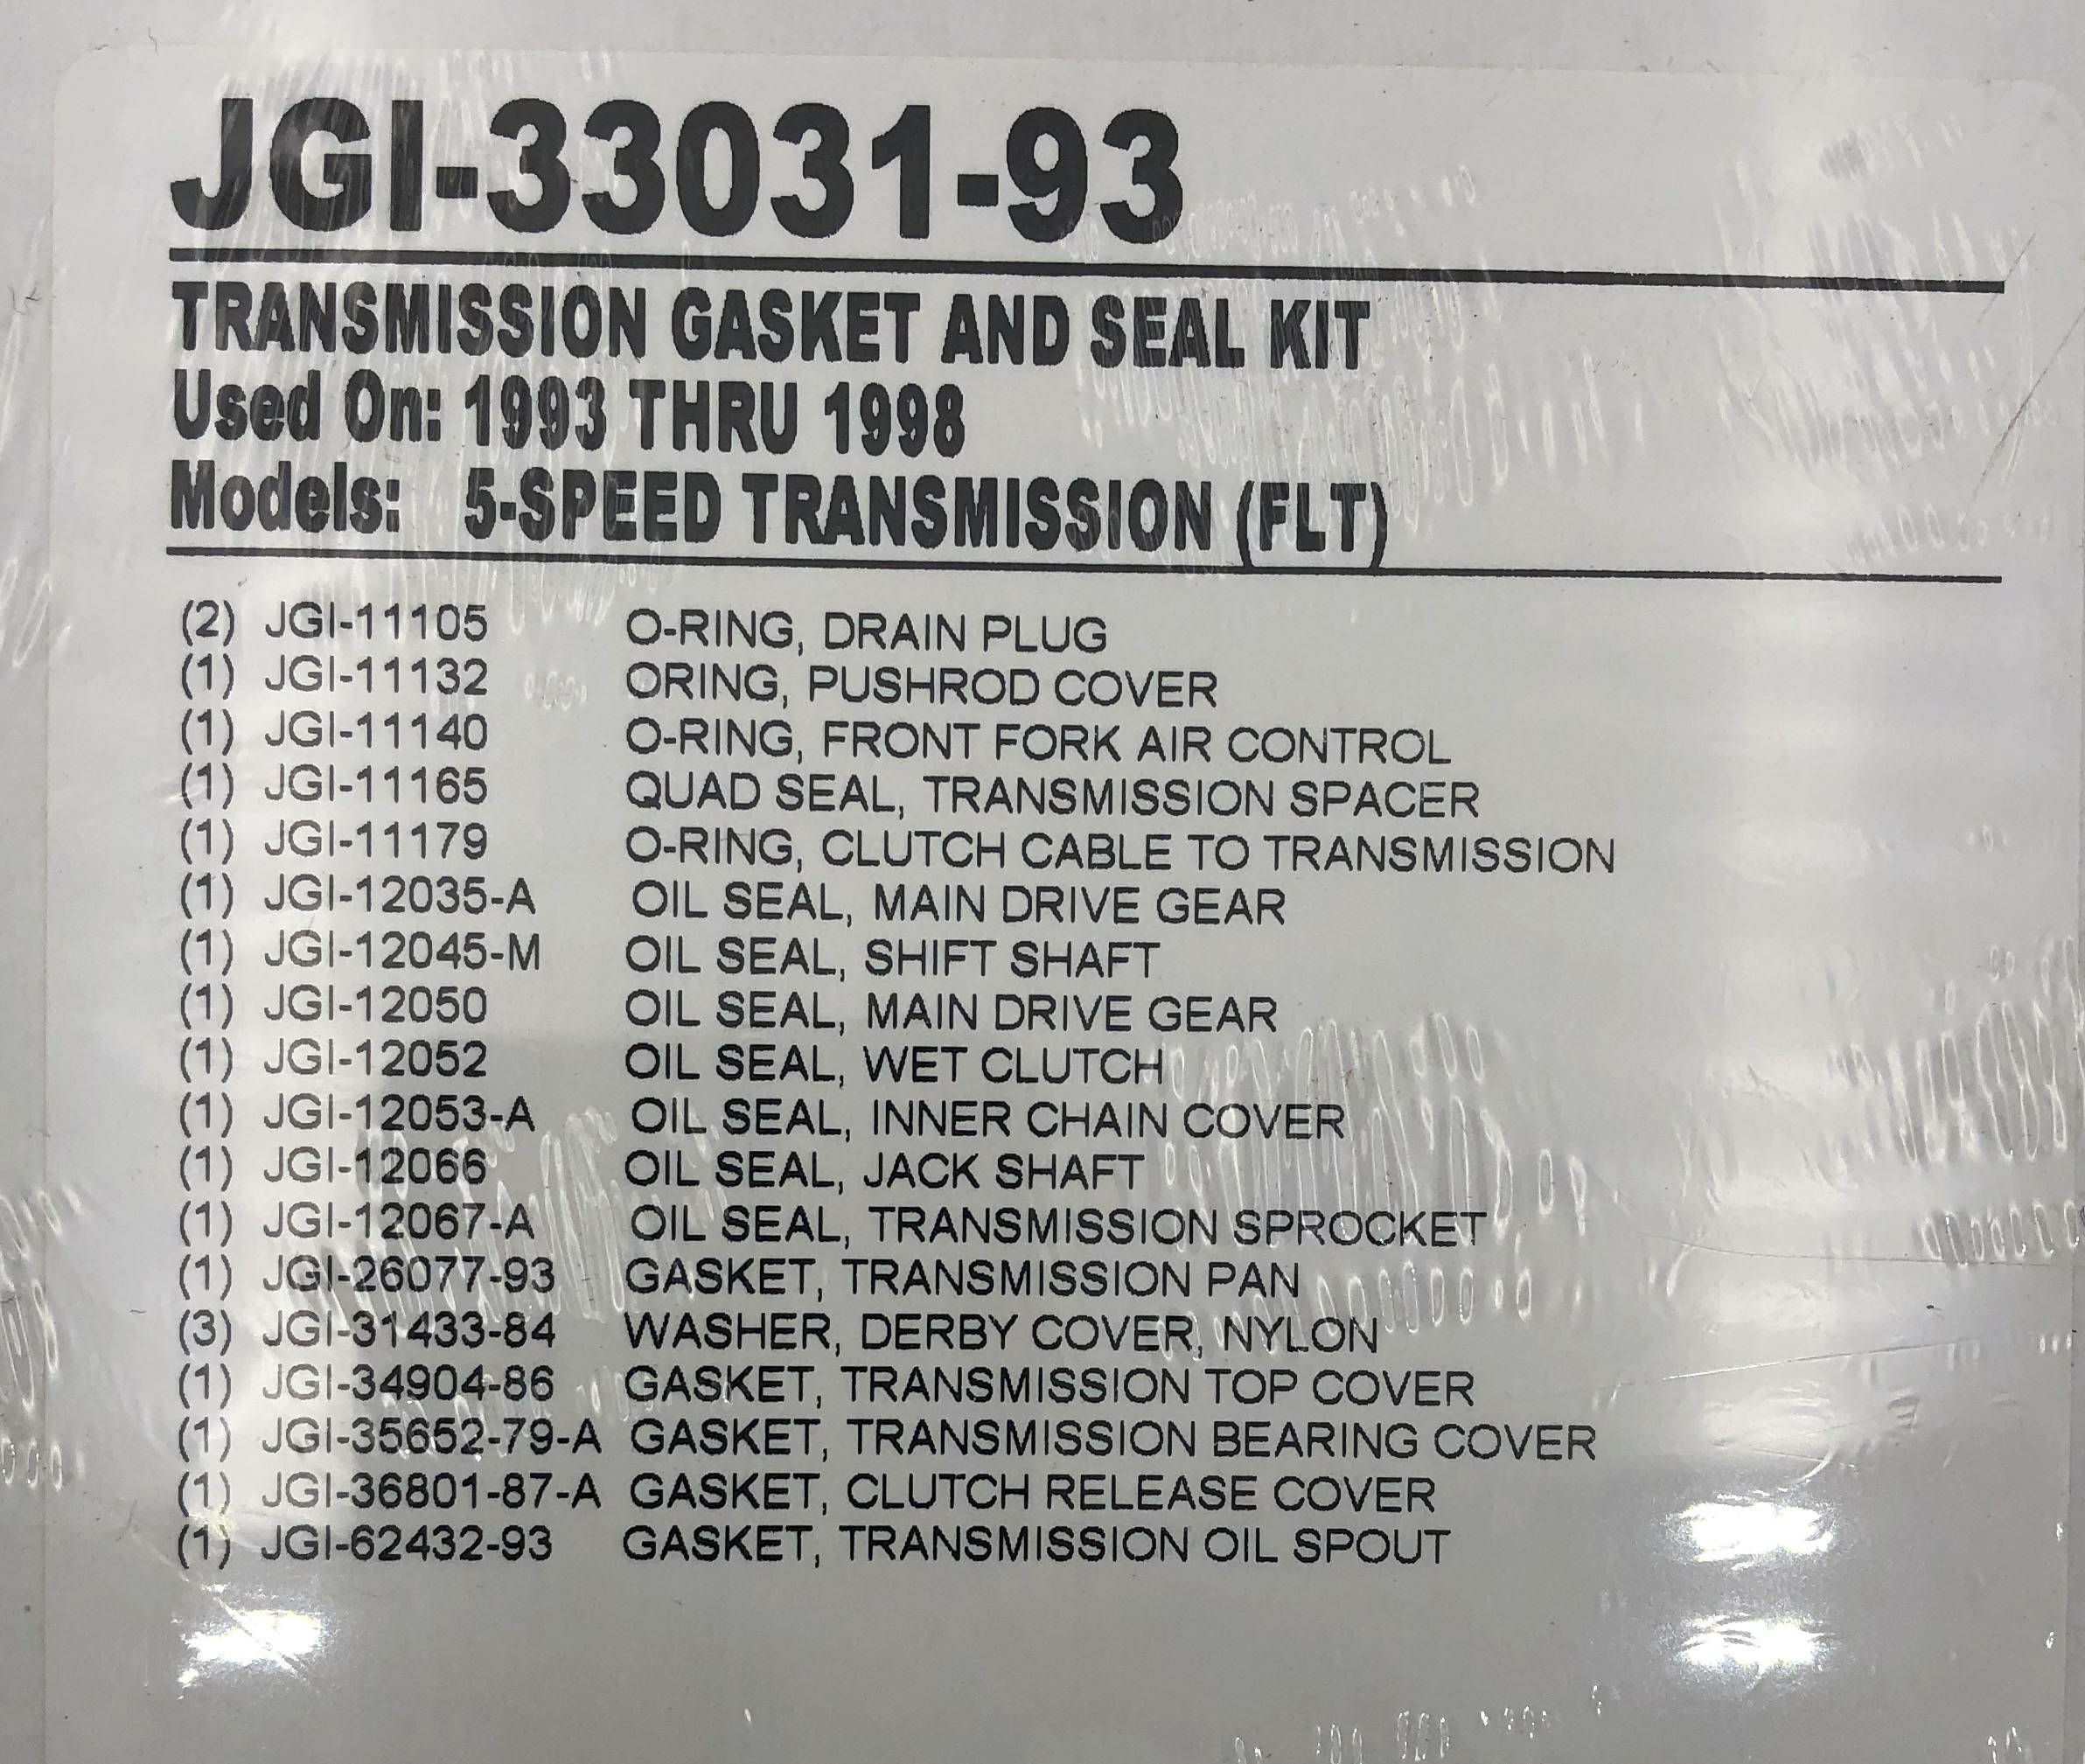 JGI-33031-93
TRANSMISSION GASKET AND SEAL KIT
Used On: 1993 THRU 1998
Models: 5-SPEED TRANSMISSION (FLT)
(2) JGI-11105 O-RING, DRAIN PLUG
(1) JGI-11132 ORING, PUSHROD COVER
(1) JGI-11140 O-RING, FRONT FORK AIR CONTROL
(1) JGI-11165 QUAD SEAL, TRANSMISSION SPACER
(1) JGI-11179 O-RING, CLUTCH CABLE TO TRANSMISSION
(1) JGI-12035-A OIL SEAL, MAIN DRIVE GEAR
(1) JGI-12045-M OIL SEAL, SHIFT SHAFT
(1) JGI-12050 OIL SEAL, MAIN DRIVE GEAR
(1) JGI-12052 OIL SEAL, WET CLUTCH
(1) JGI-12053-A OIL SEAL, INNER CHAIN COVER
(1) JGI-12066 OIL SEAL, JACK SHAFT
(1) JGI-12067-A OIL SEAL, TRANSMISSION SPROCKET
(1) JGI-26077-93 GASKET, TRANSMISSION PAN
(3) JGI-31433-84 WASHER, DERBY COVER, NYLON
(1) JGI-34904-86 GASKET, TRANSMISSION TOP COVER
(1) JGI-35652-79-A GASKET, TRANSMISSION BEARING COVER
(1) JGI-36801-87-A GASKET, CLUTCH RELEASE COVER
(1) JGI-62432-93 GASKET, TRANSMISSION OIL SPOUT